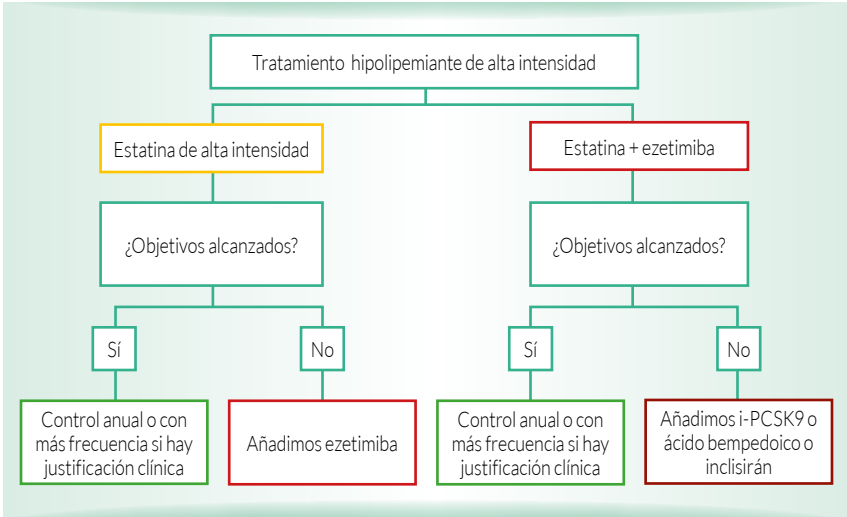 Tratamiento hipolipemiante de alta intensidad
Estatina de alta intensidad
Estatina + ezetimiba
¿Objetivos alcanzados?
¿Objetivos alcanzados?
Sí
No
Sí
No
Control anual o con
más frecuencia si hay
justificación clínica
Añadimos ezetimiba
Control anual o con
más frecuencia si hay
justificación clínica
Añadimos i-PCSK9 o
ácido bempedoico o
inclisirán